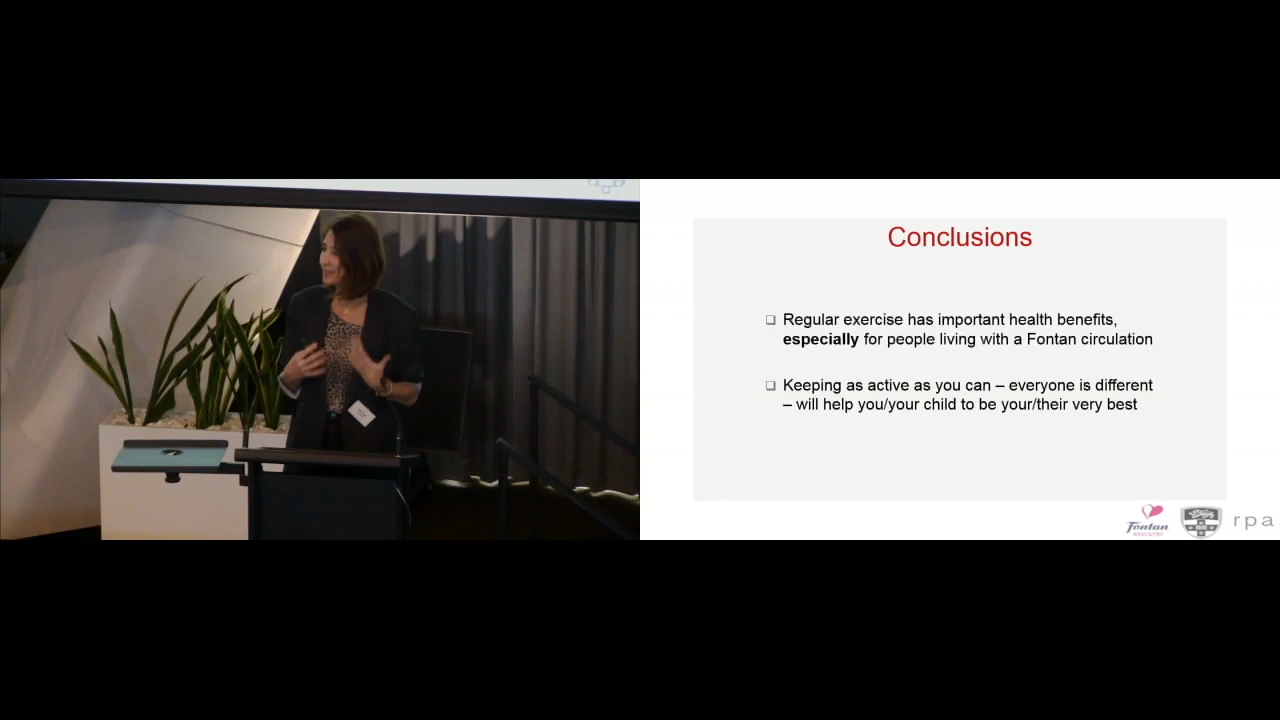 Conclusions
Regular exercise has important health benefits,
especially for people living with a Fontan circulation
Keeping as active as you can – everyone is different
– will help you/your child to be your/their very best
Fontan
rpa